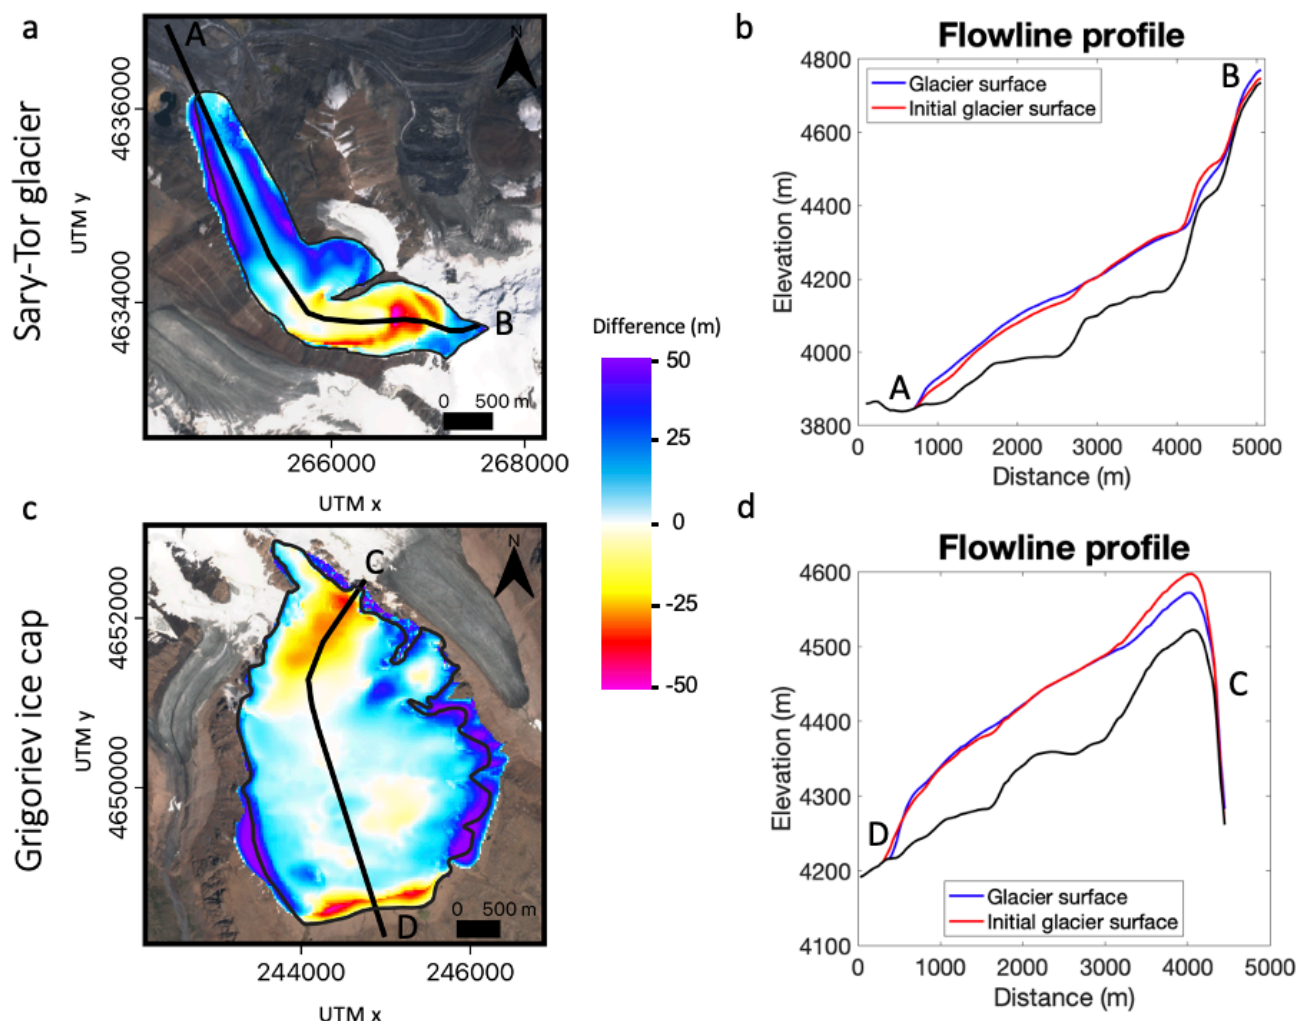 a
Sary-Tor glacier
UTM y
4636000
4634000
A
N
B
0 500 m
266000
268000
UTM x
b
Flowline profile
Glacier surface
Initial glacier surface
Elevation (m)
4800
4600
4400
4200
4000
3800
A
B
0 1000 2000 3000 4000 5000
Distance (m)
Difference (m)
50
25
0
-25
-50
c
Grigoriev ice cap
UTM y
4652000
4650000
C
N
D
0 500 m
244000
246000
UTM x
d
Flowline profile
Elevation (m)
4600
4500
4400
4300
4200
4100
D
C
Glacier surface
Initial glacier surface
0 1000 2000 3000 4000 5000
Distance (m)